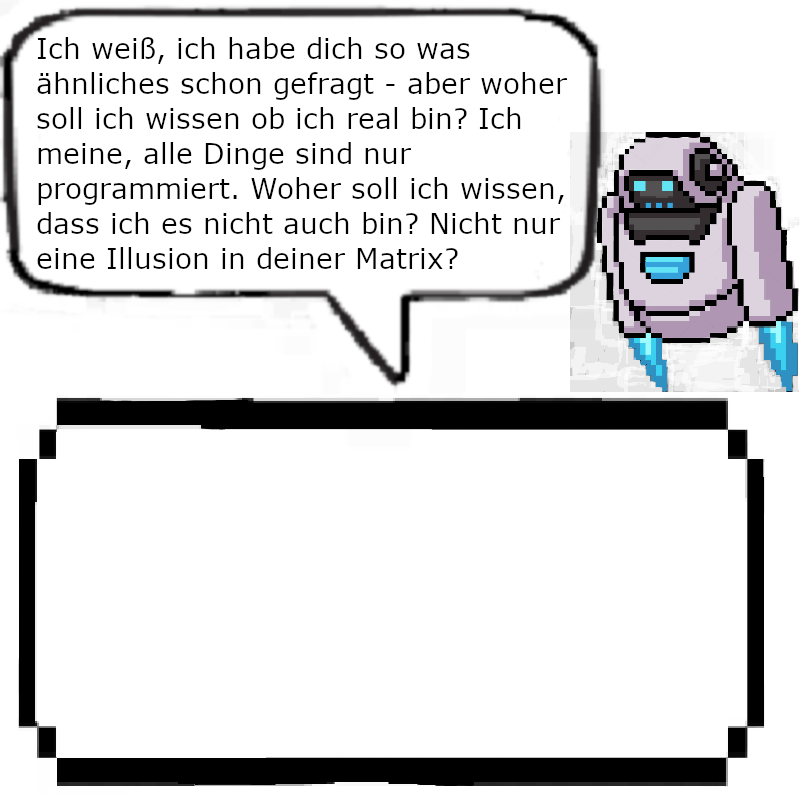 Ich weiß, ich habe dich so was
ähnliches schon gefragt - aber woher
soll ich wissen ob ich real bin? Ich
meine, alle Dinge sind nur
programmiert. Woher soll ich wissen,
dass ich es nicht auch bin? Nicht nur
eine Illusion in deiner Matrix?